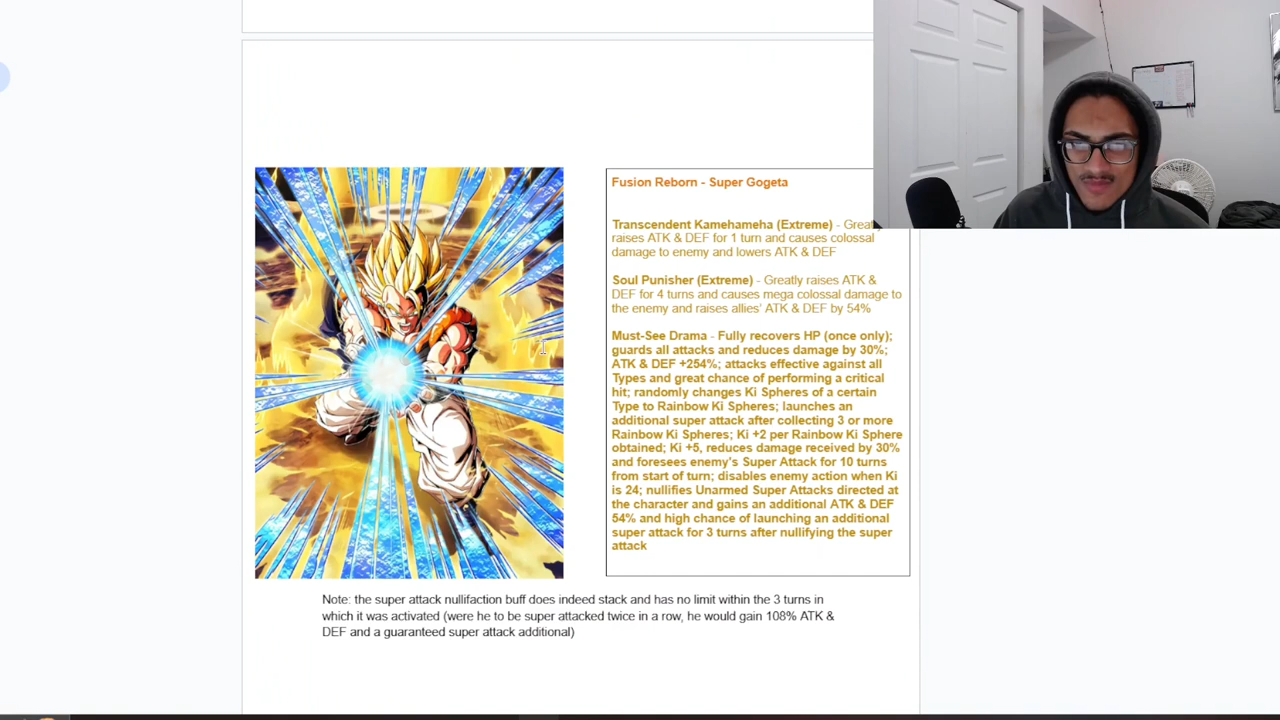 Fusion Reborn - Super Gogeta
Transcendent Kamehameha (Extreme) -
raises ATK & DEF for 1 turn and causes colossal
damage to enemy and lowers ATK & DEF
Soul Punisher (Extreme) - Greatly raises ATK &
DEF for 4 turns and causes mega colossal damage to
the enemy and raises allies' ATK & DEF by 54%
Must-See Drama - Fully recovers HP (once only);
guards all attacks and reduces damage by 30%;
ATK & DEF +254%; attacks effective against all
Types and great chance of performing a critical
hit; randomly changes Ki Spheres of a certain
Type to Rainbow Ki Spheres; launches an
additional super attack after collecting 3 or more
Rainbow Ki Spheres; Ki +2 per Rainbow Ki Sphere
obtained; Ki +5, reduces damage received by 30%
and foresees enemy's Super Attack for 10 turns
from start of turn; disables enemy action when Ki
is 24; nullifies Unarmed Super Attacks directed at
the character and gains an additional ATK & DEF
54% and high chance of launching an additional
super attack for 3 turns after nullifying the super
attack
Note: the super attack nullifaction buff does indeed stack and has no limit within the 3 turns in
which it was activated (were he to be super attacked twice in a row, he would gain 108% ATK &
DEF and a guaranteed super attack additional)